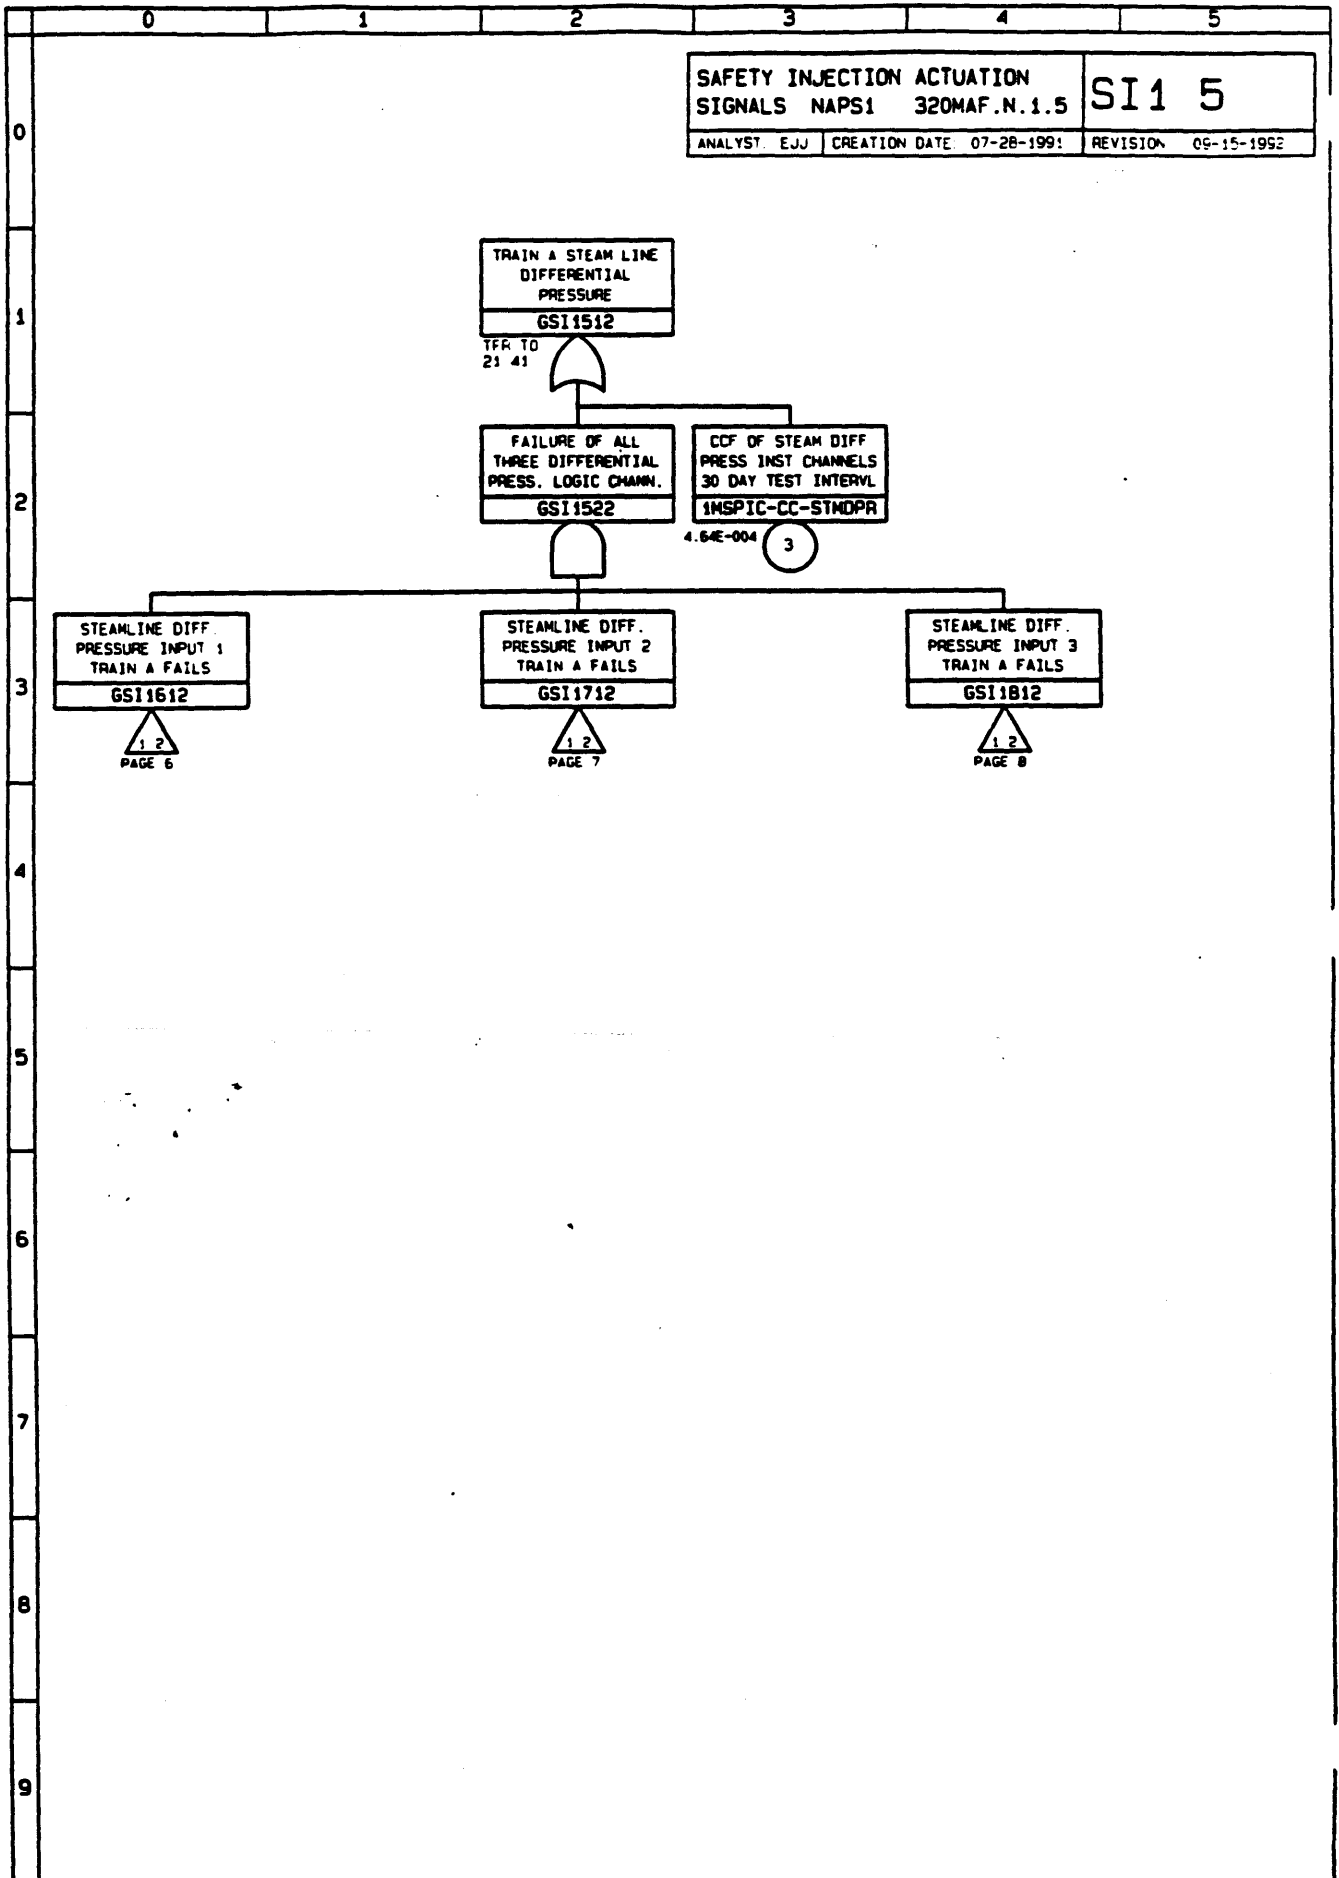 0 1 2 3 4 5
SAFETY INJECTION ACTUATION
SIGNALS NAPS1 320MAF.N.1.5
SI1 5
ANALYST. EJJ CREATION DATE: 07-28-1991 REVISION 09-15-1992
0
TRAIN A STEAM LINE
DIFFERENTIAL
PRESSURE
GSI1512
1
TFR TO
21 41
FAILURE OF ALL
THREE DIFFERENTIAL
PRESS. LOGIC CHANN.
GSI1522
CCF OF STEAM DIFF
PRESS INST CHANNELS
30 DAY TEST INTERVL
1MSPIC-CC-STMDPR
2
4.64E-004
3
STEAMLINE DIFF.
PRESSURE INPUT 1
TRAIN A FAILS
GSI1612
STEAMLINE DIFF.
PRESSURE INPUT 2
TRAIN A FAILS
GSI1712
STEAMLINE DIFF.
PRESSURE INPUT 3
TRAIN A FAILS
GSI1812
3
1 2
PAGE 6
1 2
PAGE 7
1 2
PAGE 8
4
5
6
7
8
9